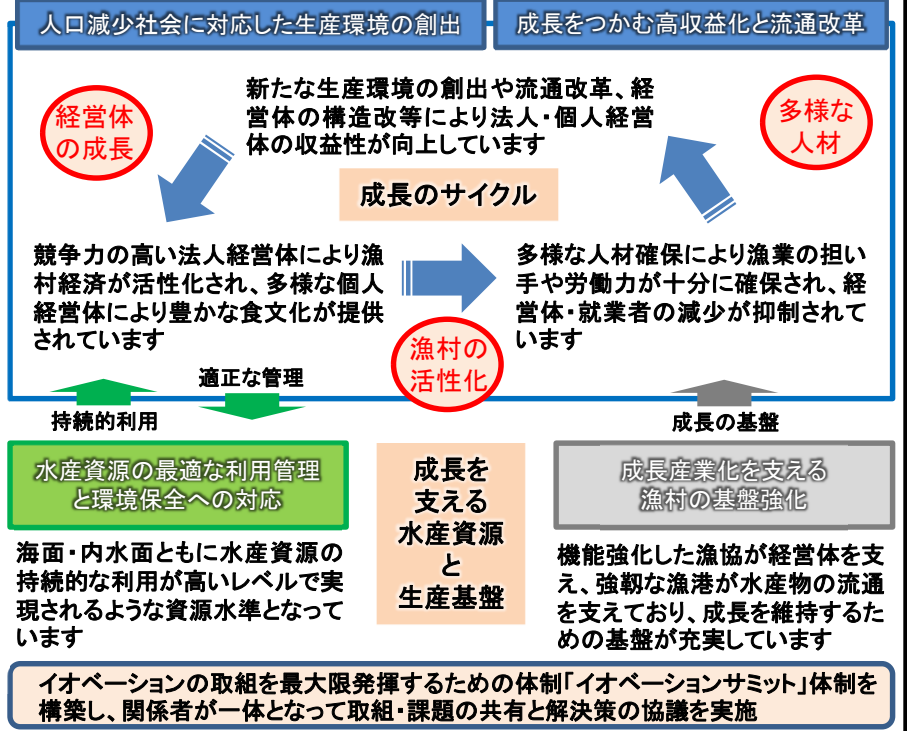 人口減少社会に対応した生産環境の創出
成長をつかむ高収益化と流通改革
経営体
の成長
新たな生産環境の創出や流通改革、経
営体の構造改等により法人・個人経営
体の収益性が向上しています
多様な
人材
成長のサイクル
競争力の高い法人経営体により漁
村経済が活性化され、多様な個人
経営体により豊かな食文化が提供
されています
多様な人材確保により漁業の担い
手や労働力が十分に確保され、経
営体・就業者の減少が抑制されて
います
漁村の
活性化
持続的利用
適正な管理
成長の基盤
水産資源の最適な利用管理
と環境保全への対応
成長を
支える
水産資源
と
生産基盤
成長産業化を支える
漁村の基盤強化
海面・内水面ともに水産資源の
持続的な利用が高いレベルで実
現されるような資源水準となって
います
機能強化した漁協が経営体を支
え、強靱な漁港が水産物の流通
を支えており、成長を維持するた
めの基盤が充実しています
イオベーションの取組を最大限発揮するための体制「イオベーションサミット」体制を
構築し、関係者が一体となって取組・課題の共有と解決策の協議を実施